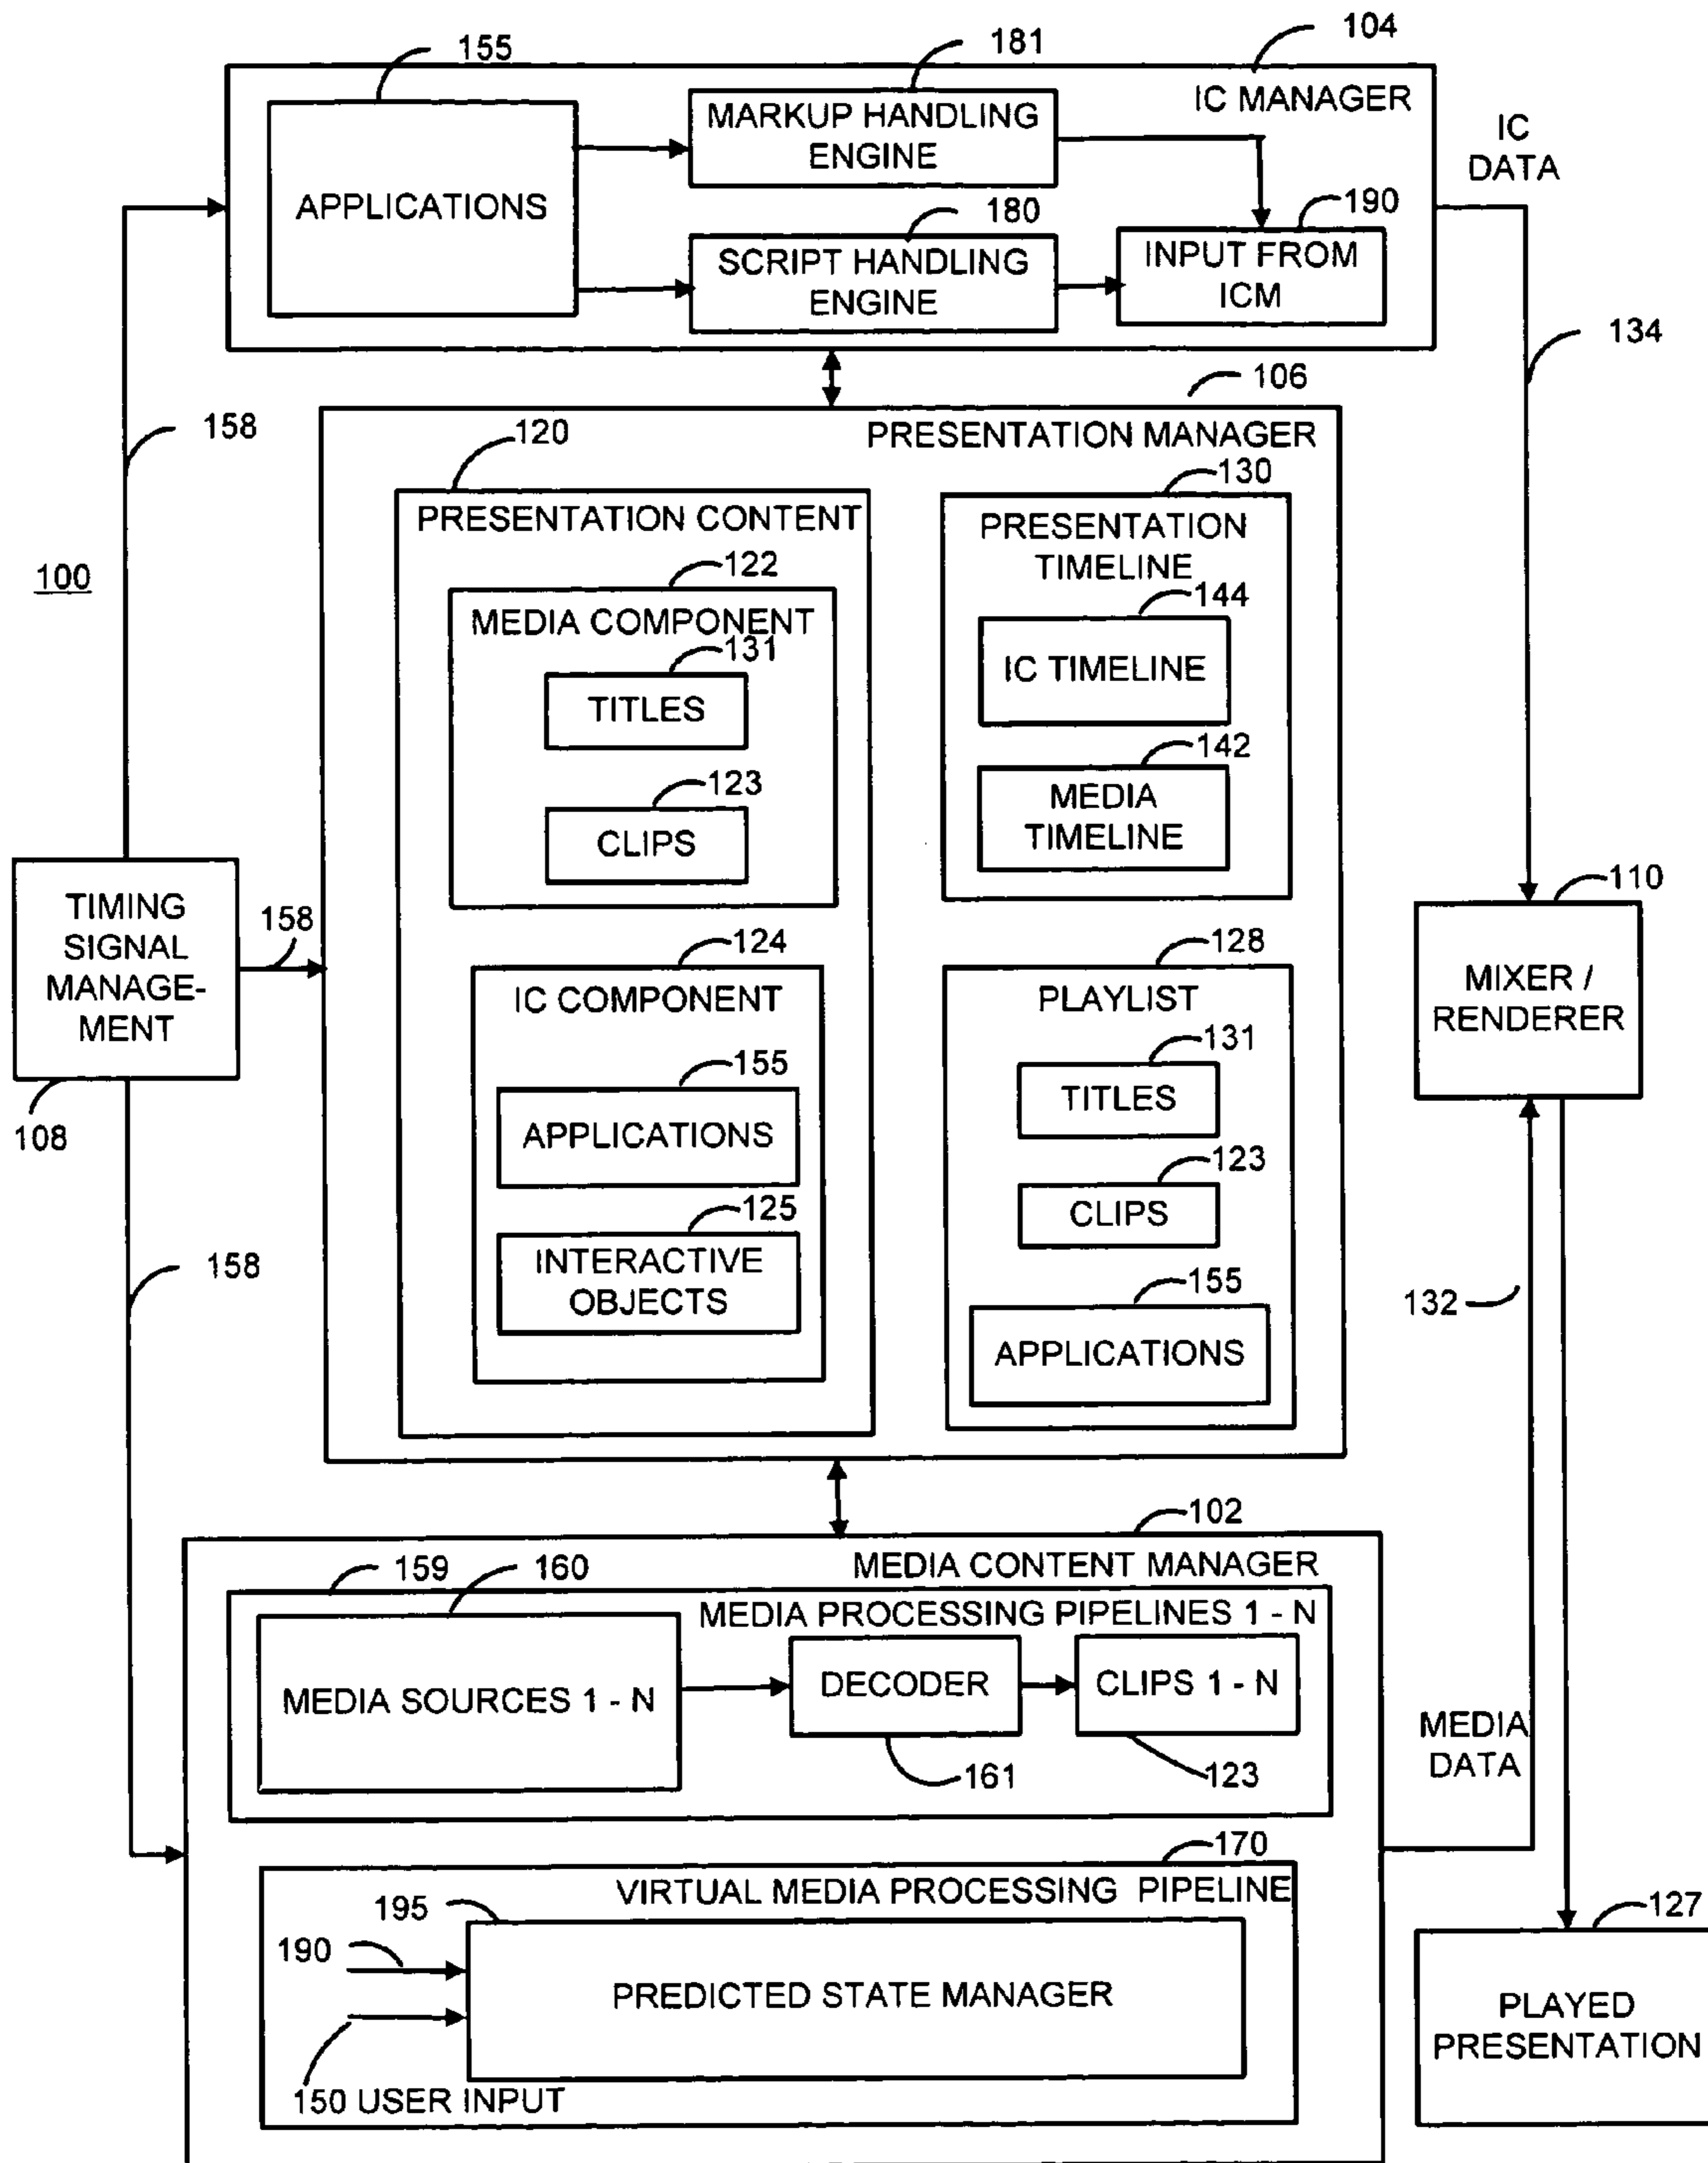 155
181
104
IC MANAGER
APPLICATIONS
MARKUP HANDLING
ENGINE
IC
DATA
180
190
SCRIPT HANDLING
ENGINE
INPUT FROM
ICM
134
158
106
120
PRESENTATION MANAGER
130
PRESENTATION CONTENT
PRESENTATION
TIMELINE
100
122
144
MEDIA COMPONENT
131
IC TIMELINE
TITLES
142
123
MEDIA
TIMELINE
CLIPS
TIMING
SIGNAL
MANAGE-
MENT
158
110
124
128
MIXER /
RENDERER
IC COMPONENT
PLAYLIST
131
155
TITLES
108
APPLICATIONS
123
125
CLIPS
158
INTERACTIVE
OBJECTS
155
132
APPLICATIONS
102
159
160
MEDIA CONTENT MANAGER
MEDIA PROCESSING PIPELINES 1 - N
MEDIA SOURCES 1 - N
DECODER
CLIPS 1 - N
MEDIA
DATA
161
123
170
VIRTUAL MEDIA PROCESSING PIPELINE
195
127
190
PREDICTED STATE MANAGER
PLAYED
PRESENTATION
150 USER INPUT